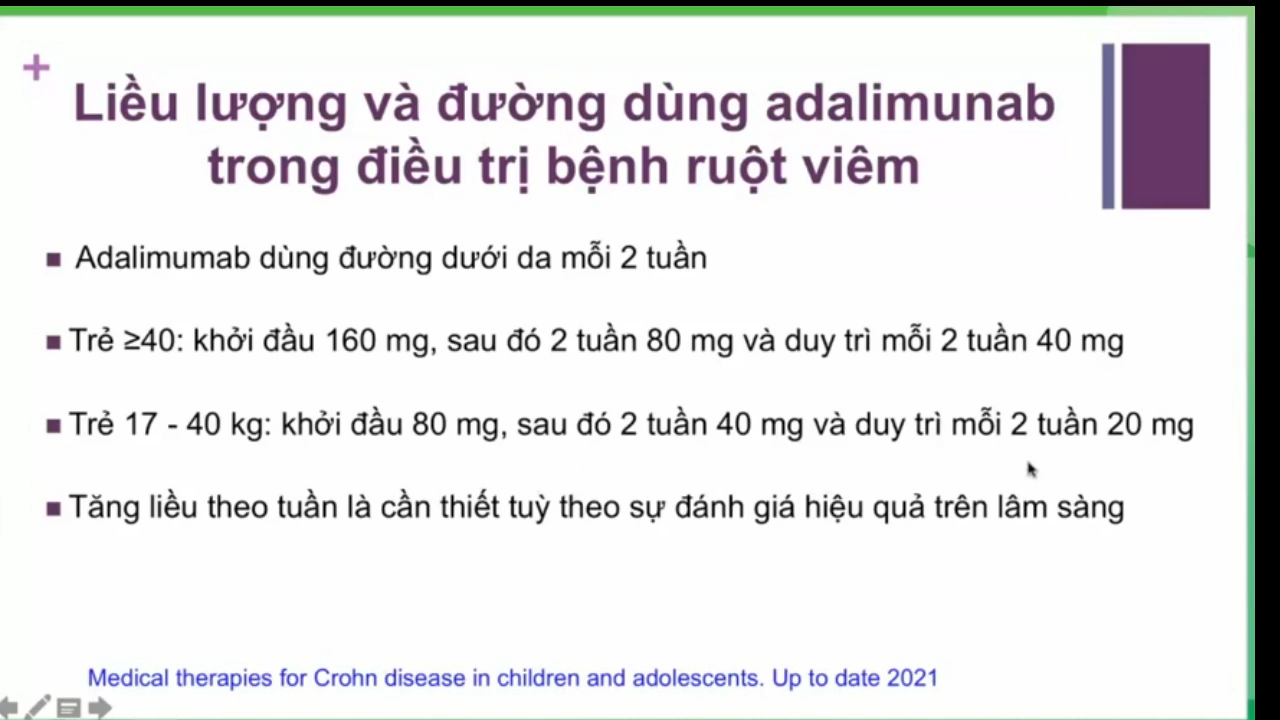 Liều lượng và đường dùng adalimunab
trong điều trị bệnh ruột viêm
Adalimumab dùng đường dưới da mỗi 2 tuần
Trẻ ≥40: khởi đầu 160 mg, sau đó 2 tuần 80 mg và duy trì mỗi 2 tuần 40 mg
Trẻ 17 - 40 kg: khởi đầu 80 mg, sau đó 2 tuần 40 mg và duy trì mỗi 2 tuần 20 mg
Tăng liều theo tuần là cần thiết tuỳ theo sự đánh giá hiệu quả trên lâm sàng
Medical therapies for Crohn disease in children and adolescents. Up to date 2021